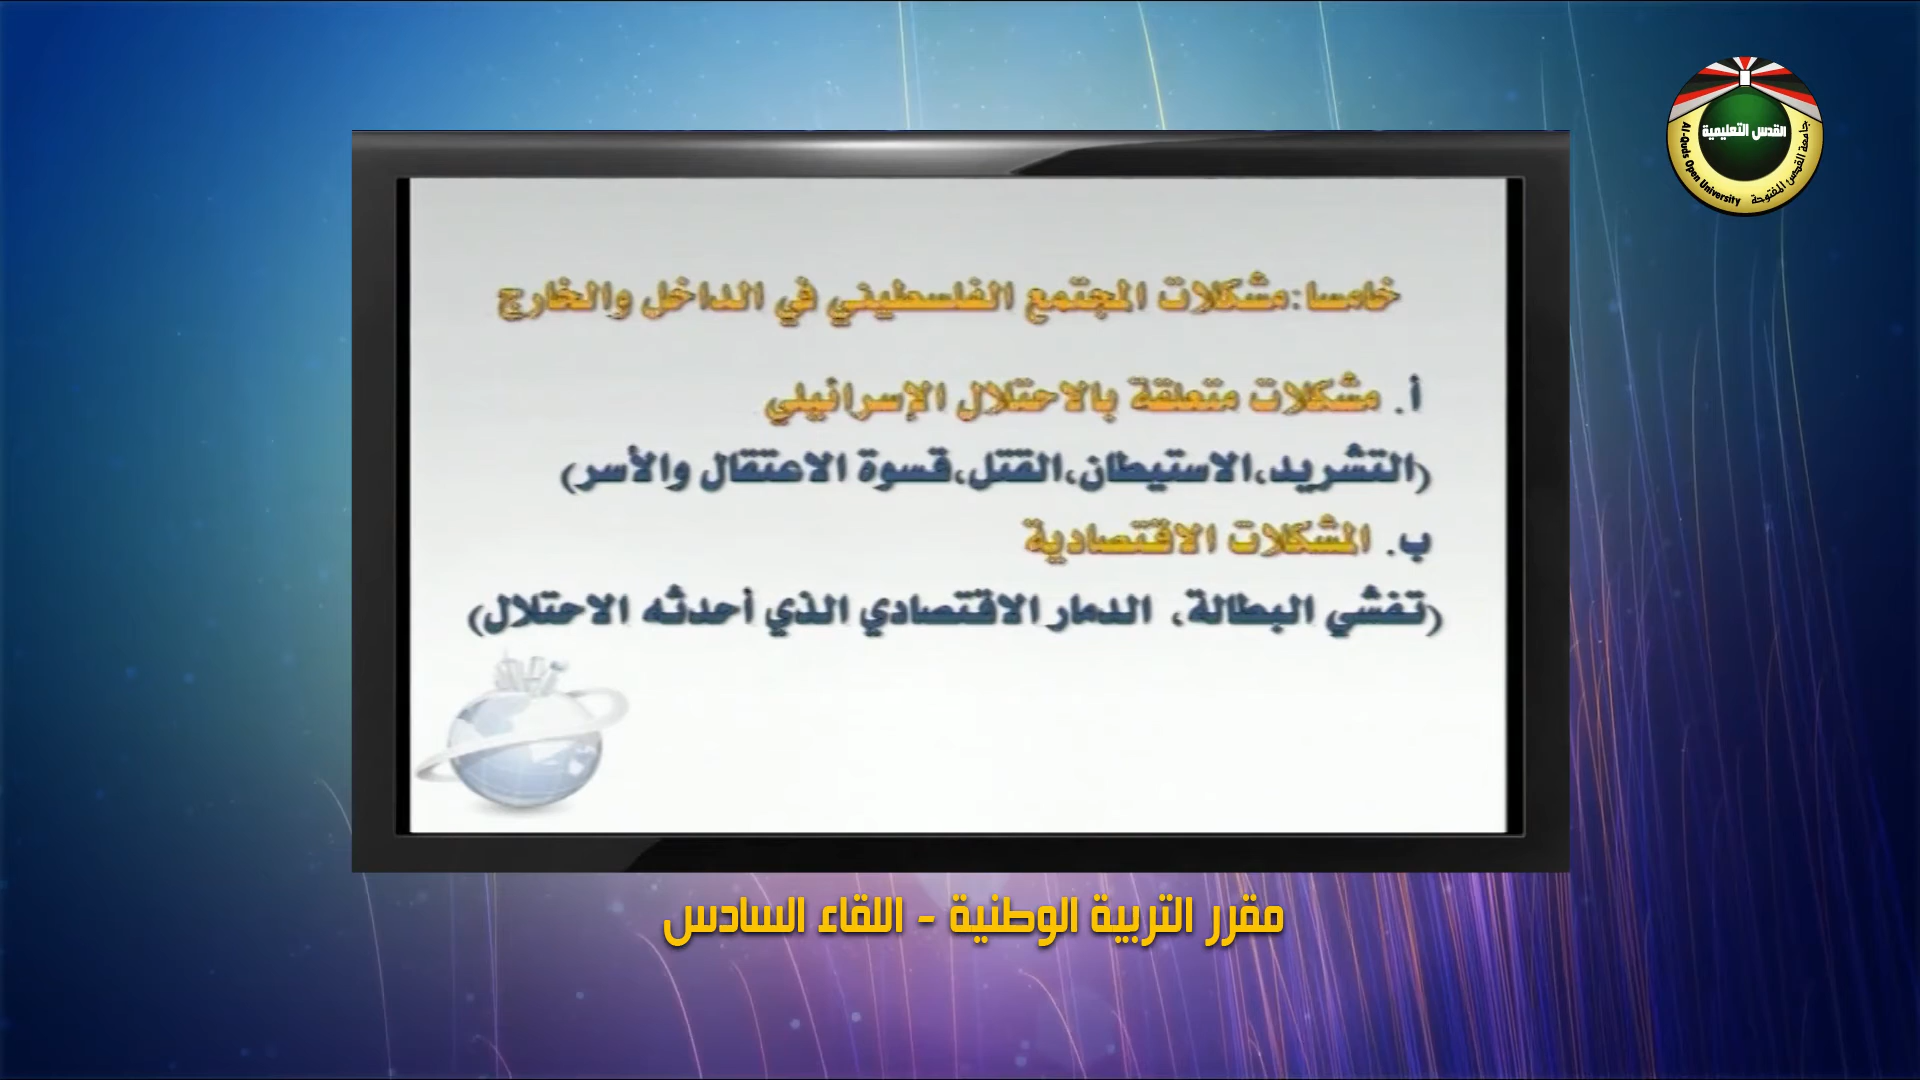 القدس التعليمية
جامعة القدس المفتوحة
Al-Quds Open University
خامسا:مشكلات المجتمع الفلسطيني في الداخل والخارج
أ. مشكلات متعلقة بالاحتلال الإسرائيلي
(التشريد،الاستيطان،القتل،قسوة الاعتقال والأسر)
ب. المشكلات الاقتصادية
(تفشي البطالة، الدمار الاقتصادي الذي أحدثه الاحتلال)
مقرر التربية الوطنية - اللقاء السادس